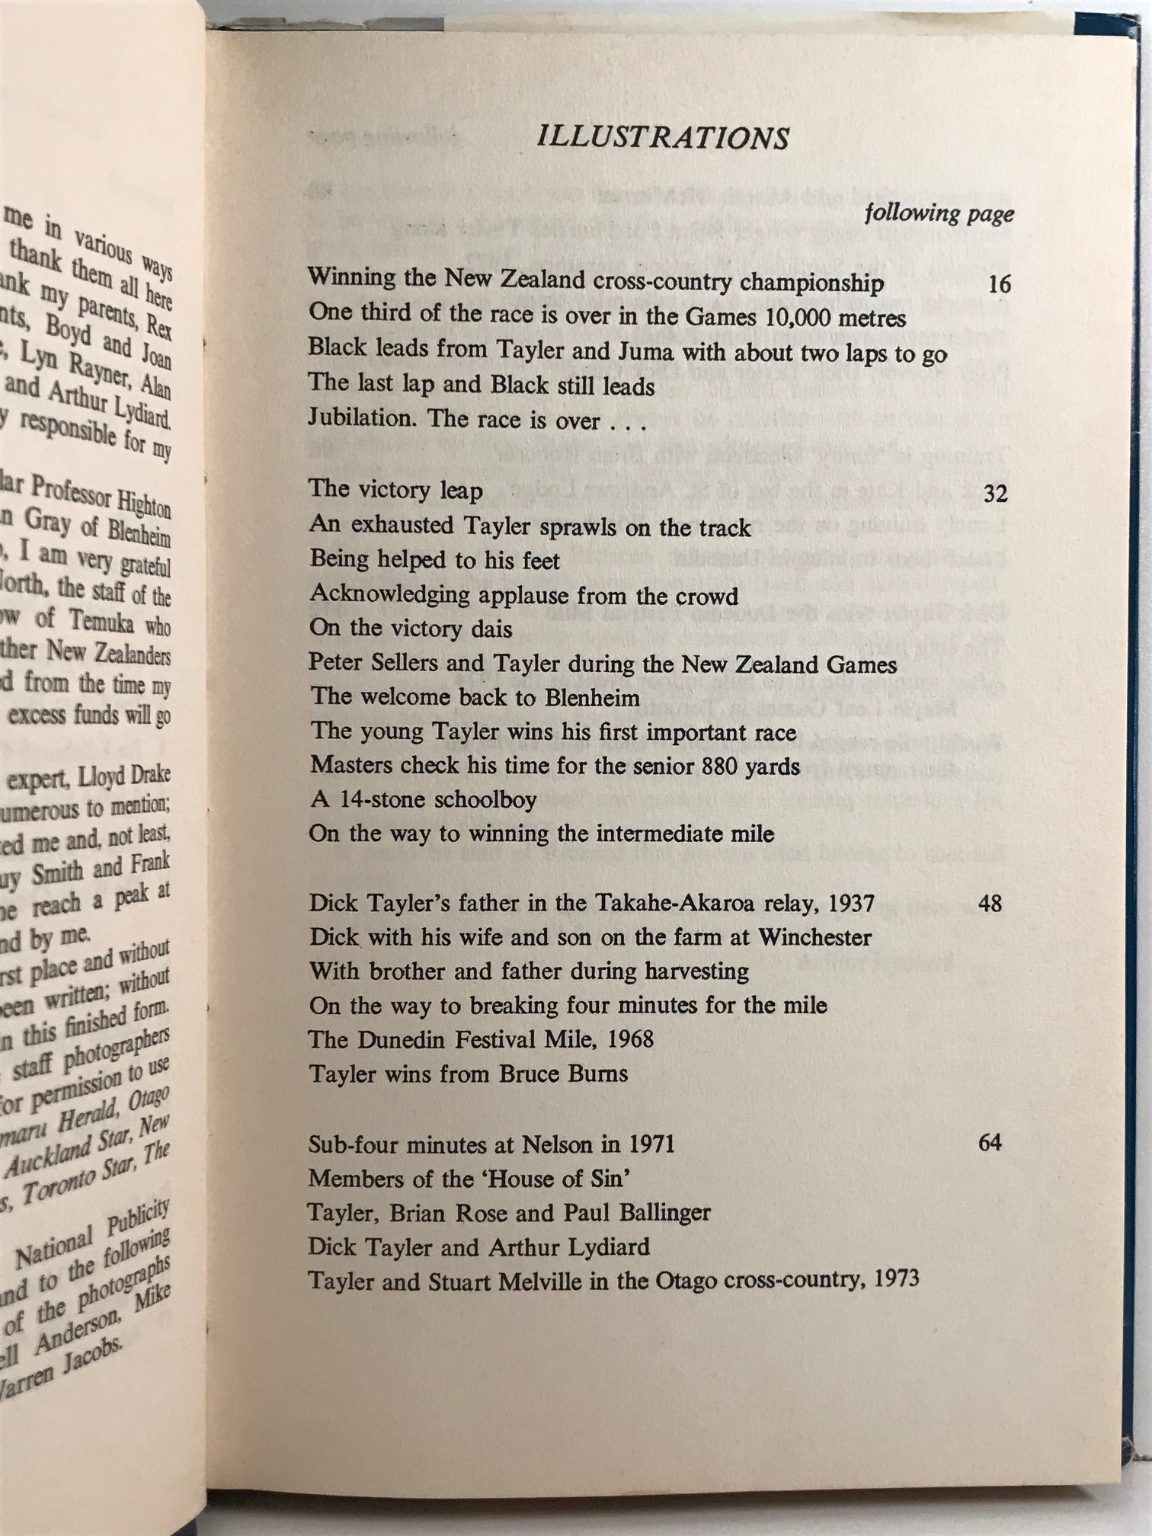 me in various ways
thank them all here
my parents, Rex
Boyd and Joan
Lyn Rayner, Alan
and Arthur Lydiard.
responsible for my
Professor Highton
Gray of Blenheim
I am very grateful
North, the staff of the
of Temuka who
other New Zealanders
from the time my
excess funds will go
expert, Lloyd Drake
numerous to mention;
me and, not least,
Smith and Frank
reach a peak at
by me.
place and without
been written; without
in this finished form.
staff photographers
for permission to use
Herald, Otago
Auckland Star, New
Toronto Star, The
National Publicity
and to the following
of the photographs
Anderson, Mike
Warren Jacobs.
ILLUSTRATIONS
following page
Winning the New Zealand cross-country championship 16
One third of the race is over in the Games 10,000 metres
Black leads from Tayler and Juma with about two laps to go
The last lap and Black still leads
Jubilation. The race is over . . .
The victory leap 32
An exhausted Tayler sprawls on the track
Being helped to his feet
Acknowledging applause from the crowd
On the victory dais
Peter Sellers and Tayler during the New Zealand Games
The welcome back to Blenheim
The young Tayler wins his first important race
Masters check his time for the senior 880 yards
A 14-stone schoolboy
On the way to winning the intermediate mile
Dick Tayler's father in the Takahe-Akaroa relay, 1937 48
Dick with his wife and son on the farm at Winchester
With brother and father during harvesting
On the way to breaking four minutes for the mile
The Dunedin Festival Mile, 1968
Tayler wins from Bruce Burns
Sub-four minutes at Nelson in 1971 64
Members of the ‘House of Sin’
Tayler, Brian Rose and Paul Ballinger
Dick Tayler and Arthur Lydiard
Tayler and Stuart Melville in the Otago cross-country, 1973